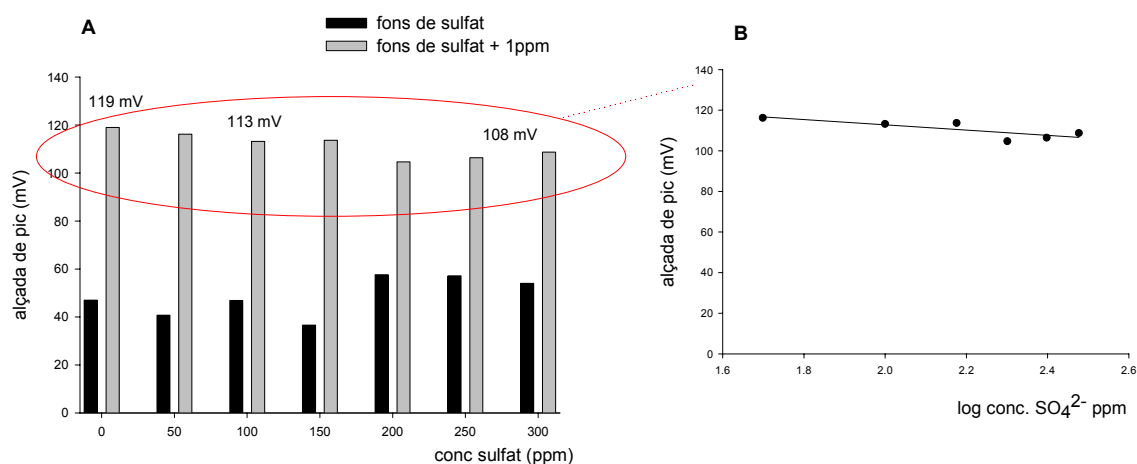 A
fons de sulfat
fons de sulfat + 1ppm
140
120
100
80
60
40
20
0
alçada de pic (mV)
119 mV
113 mV
108 mV
0 50 100 150 200 250 300
conc sulfat (ppm)
B
140
120
100
80
60
40
20
0
alçada de pic (mV)
1.6 1.8 2.0 2.2 2.4 2.6
log conc. SO₄²⁻ ppm